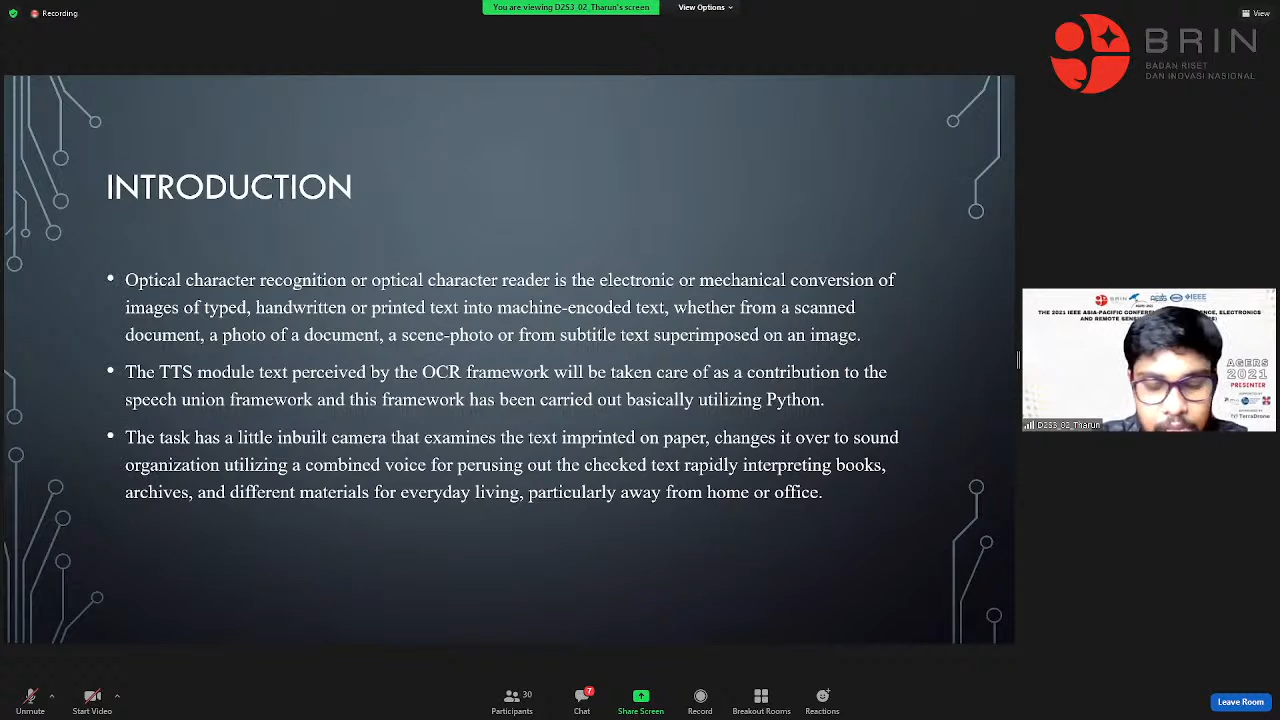 Recording
You are viewing D2S3_02_Tharun's screen
View Options
View
BRIN
BADAN RISET
DAN INOVASI NASIONAL
INTRODUCTION
• Optical character recognition or optical character reader is the electronic or mechanical conversion of
images of typed, handwritten or printed text into machine-encoded text, whether from a scanned
document, a photo of a document, a scene-photo or from subtitle text superimposed on an image.
• The TTS module text perceived by the OCR framework will be taken care of as a contribution to the
speech union framework and this framework has been carried out basically utilizing Python.
• The task has a little inbuilt camera that examines the text imprinted on paper, changes it over to sound
organization utilizing a combined voice for perusing out the checked text rapidly interpreting books,
archives, and different materials for everyday living, particularly away from home or office.
BRIN
IEEE
THE 2021 IEEE ASIA-PACIFIC ELECTRONICS
AND REMOTE
AGERS
2021
PRESENTER
TerraDrone
D2S3_02_Tharun
Unmute
Start Video
30
Participants
7
Chat
Share Screen
Record
Breakout Rooms
Reactions
Leave Room